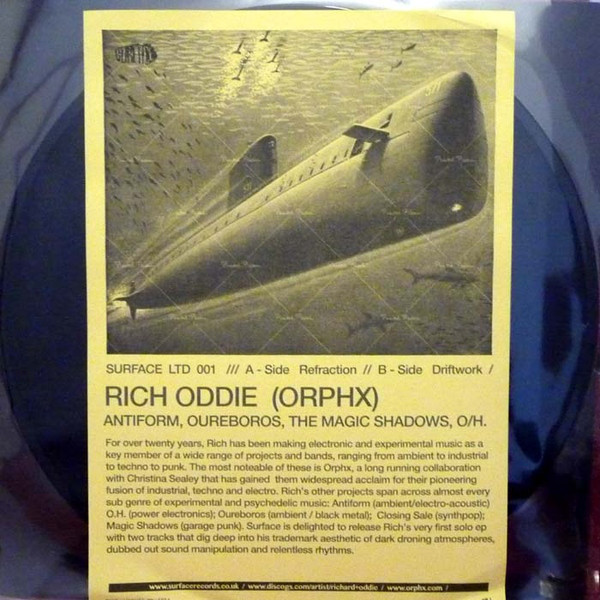 SURFACE
511
SURFACE LTD 001 /// A - Side Refraction // B - Side Driftwork /
RICH ODDIE (ORPHX)
ANTIFORM, OUREBOROS, THE MAGIC SHADOWS, O/H.
For over twenty years, Rich has been making electronic and experimental music as a
key member of a wide range of projects and bands, ranging from ambient to industrial
to techno to punk. The most noteable of these is Orphx, a long running collaboration
with Christina Sealey that has gained them widespread acclaim for their pioneering
fusion of industrial, techno and electro. Rich's other projects span across almost every
sub genre of experimental and psychedelic music: Antiform (ambient/electro-acoustic)
O.H. (power electronics); Oureboros (ambient / black metal); Closing Sale (synthpop);
Magic Shadows (garage punk). Surface is delighted to release Rich's very first solo ep
with two tracks that dig deep into his trademark aesthetic of dark droning atmospheres,
dubbed out sound manipulation and relentless rhythms.
www.surfacerecords.co.uk / www.discogs.com/artist/richard+oddie / www.orphx.com /